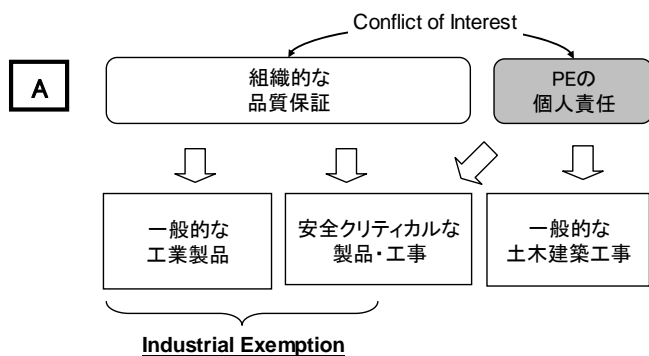 Conflict of Interest
A
組織的な
品質保証
PEの
個人責任
一般的な
工業製品
安全クリティカルな
製品・工事
一般的な
土木建築工事
Industrial Exemption